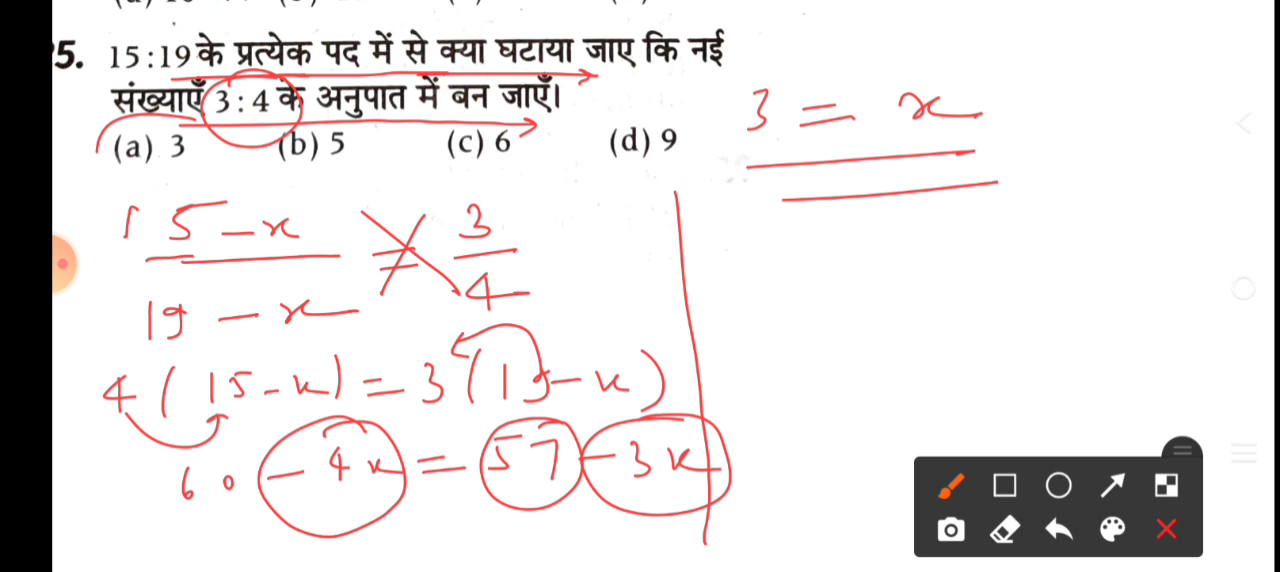 5. 15:19 के प्रत्येक पद में से क्या घटाया जाए कि नई
संख्याएँ 3 : 4 के अनुपात में बन जाएँ।
(a) 3 (b) 5 (c) 6 (d) 9
3 = x
15 - x / 19 - x = 3 / 4
4 ( 15 - x ) = 3 ( 19 - x )
60 - 4x = 57 - 3x